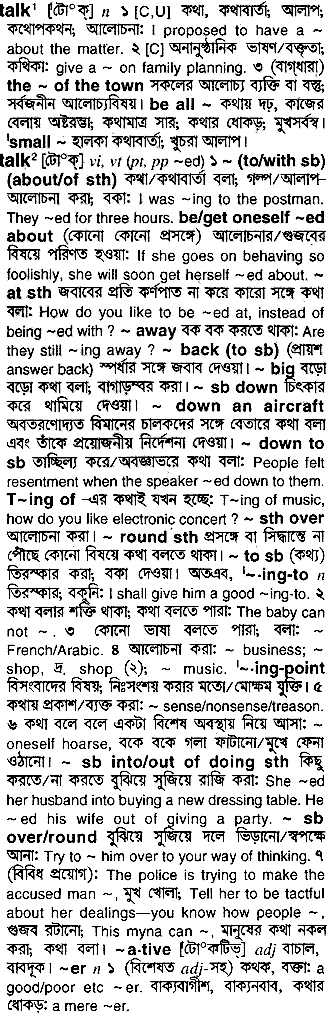 talk¹ [টোক্] n ১ [C,U] কথা, কথাবার্তা; আলাপ;
কথোপকথন; আলোচনা: I proposed to have a ~
about the matter. ২ [C] অনানুষ্ঠানিক ভাষণ/বক্তৃতা;
কথিকা: give a ~ on family planning. ৩ (বাগ্‌ধারা)
the ~ of the town সকলের আলোচ্য ব্যক্তি বা বস্তু;
সর্বজনীন আলোচ্যবিষয়। be all ~ কথায় দড়, কাজের
বেলায় অষ্টরম্ভা; কথামাত্র সার; কথার ধোকড়; মুখসর্বস্ব।
ˈsmall ~ হালকা কথাবার্তা; খুচরা আলাপ।
talk² [টোক্] vi, vt (pt, pp ~ed) ১ ~ (to/with sb)
(about/of sth) কথা/কথাবার্তা বলা; গল্প/আলাপ–
আলোচনা করা; বকা: I was ~ing to the postman.
They ~ed for three hours. be/get oneself ~ed
about (কোনো কোনো প্রসঙ্গে) আলোচনার/গুজবের
বিষয়ে পরিণত হওয়া: If she goes on behaving so
foolishly, she will soon get herself ~ed about. ~
at sth জবাবের প্রতি কর্ণপাত না করে কারো সঙ্গে কথা
বলা: How do you like to be ~ed at, instead of
being ~ed with ? ~ away বক বক করতে থাকা: Are
they still ~ing away ? ~ back (to sb) (প্রায়শ
answer back) স্পর্ধার সঙ্গে জবাব দেওয়া। ~ big বড়ো
বড়ো কথা বলা; বাগাড়ম্বর করা। ~ sb down চিৎকার
করে থামিয়ে দেওয়া। ~ down an aircraft
অবতরণোদ্যত বিমানের চালকদের সঙ্গে বেতারে কথা বলা
এবং তাঁকে প্রয়োজনীয় নির্দেশনা দেওয়া। ~ down to
sb তাচ্ছিল্য করে/অবজ্ঞাভরে কথা বলা: People felt
resentment when the speaker ~ed down to them.
T~ing of –এর কথাই যখন হচ্ছে: T~ing of music,
how do you like electronic concert ? ~ sth over
আলোচনা করা। ~ round sth প্রসঙ্গে বা সিদ্ধান্তে না
পৌঁছে কোনো বিষয়ে কথা বলতে থাকা। ~ to sb (কথ্য)
তিরস্কার করা; বকা দেওয়া। অতএব, ˈ~-ing-to n
তিরস্কার; বকুনি: I shall give him a good ~ing-to. ২
কথা বলার শক্তি থাকা; কথা বলতে পারা: The baby can
not ~. ৩ কোনো ভাষা বলতে পারা; বলা: ~
French/Arabic. ৪ আলোচনা করা: ~ business; ~
shop, দ্র. shop (২); ~ music. ˈ~-ing-point
বিসংবাদের বিষয়; নিঃসংশয় করার মতো/মোক্ষম যুক্তি। ৫
কথায় প্রকাশ/ব্যক্ত করা: ~ sense/nonsense/treason.
৬ কথা বলে বলে একটা বিশেষ অবস্থায় নিয়ে আসা: ~
oneself hoarse, বকে বকে গলা ফাটানো/মুখে ফেনা
ওঠানো। ~ sb into/out of doing sth কিছু
করতে/না করতে বুঝিয়ে সুজিয়ে রাজি করা: She ~ed
her husband into buying a new dressing table. He
~ed his wife out of giving a party. ~ sb
over/round বুঝিয়ে সুজিয়ে দলে ভিড়ানো/স্বপক্ষে
আনা: Try to ~ him over to your way of thinking. ৭
(বিবিধ প্রয়োগ): The police is trying to make the
accused man ~, মুখ খোলা; Tell her to be tactful
about her dealings—you know how people ~,
গুজব রটানো; This myna can ~, মানুষের কথা নকল
করা; কথা বলা। ~a-tive [টোকাটিভ্] adj বাচাল,
বাবদূক। ~er n ১ (বিশেষত adj-সহ) কথক, বক্তা: a
good/poor etc ~er. বাক্যবাগীশ, বাক্যনবাব, কথার
ধোকড়: a mere ~er.